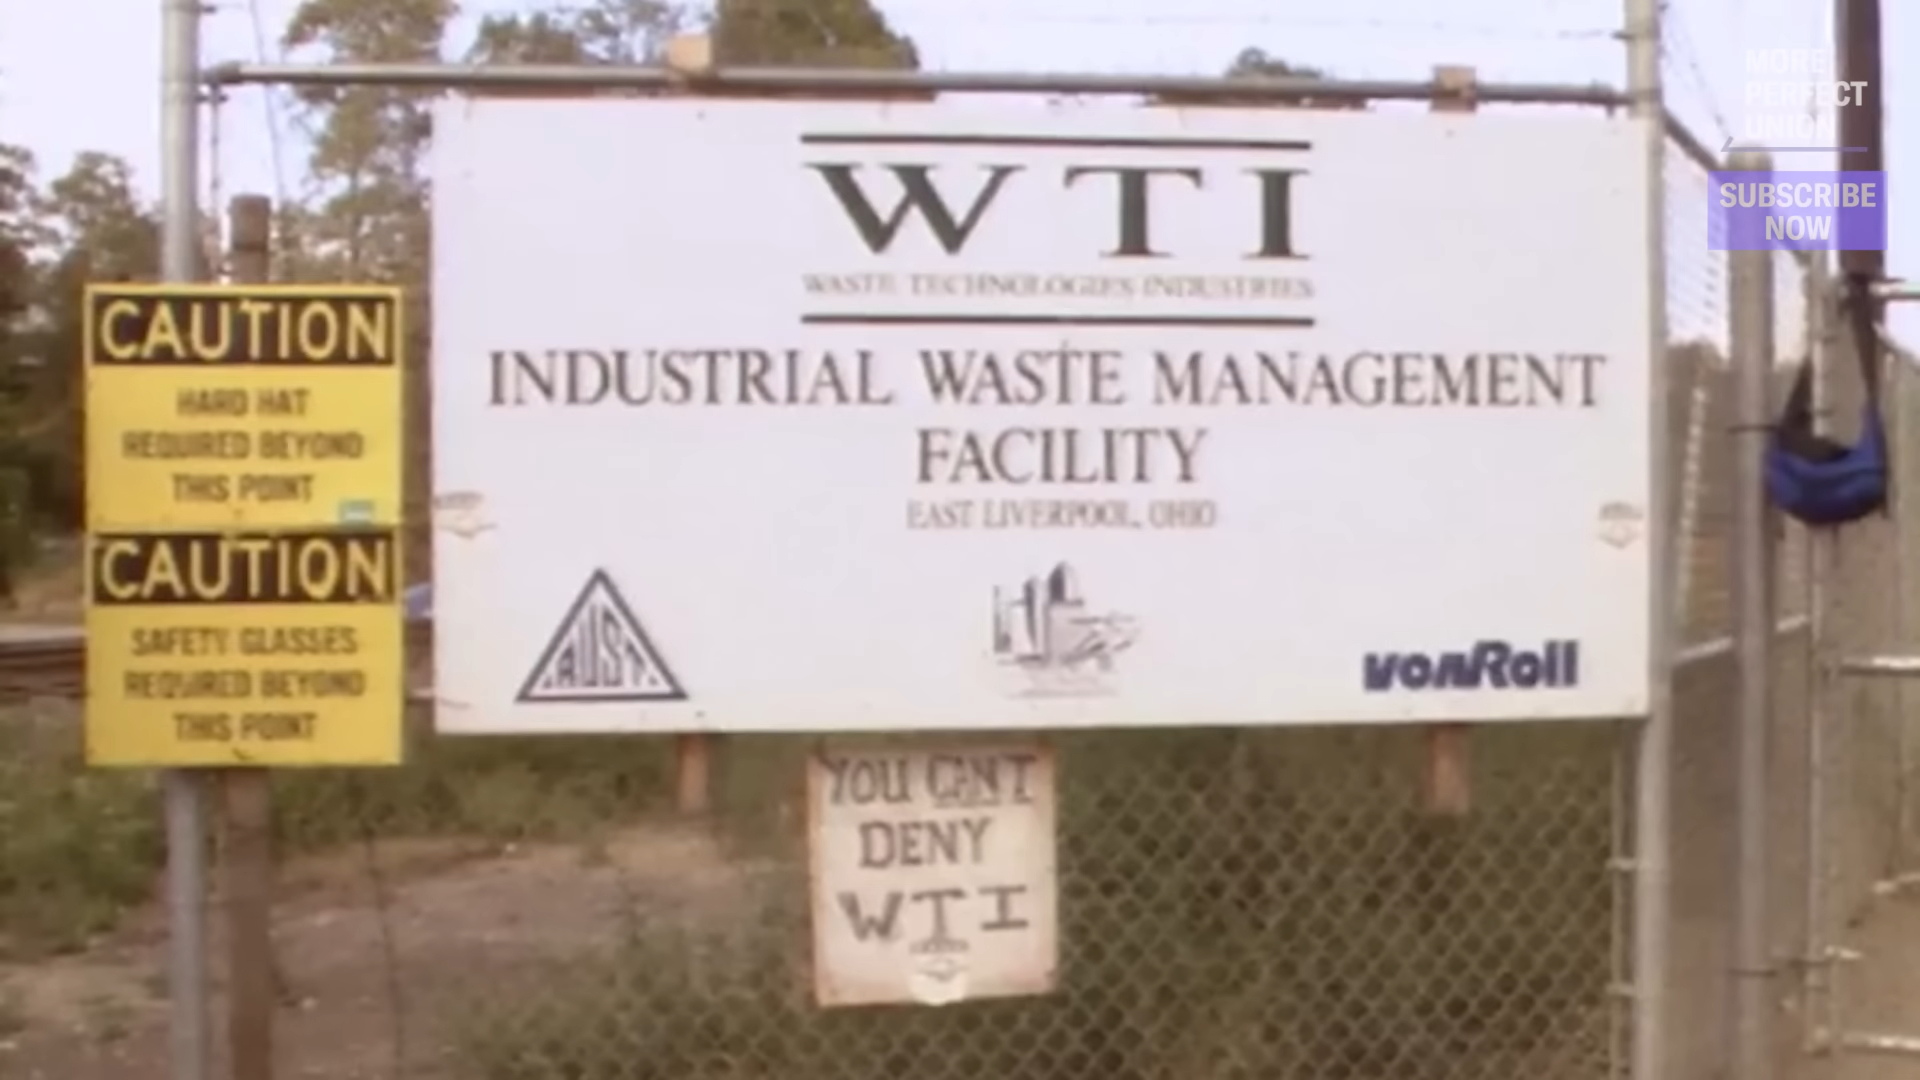 MORE
PERFECT
UNION
SUBSCRIBE
NOW
WTI
WASTE TECHNOLOGIES INDUSTRIES
INDUSTRIAL WASTE MANAGEMENT
FACILITY
EAST LIVERPOOL, OHIO
AUST.
vonRoll
CAUTION
HARD HAT
REQUIRED BEYOND
THIS POINT
CAUTION
SAFETY GLASSES
REQUIRED BEYOND
THIS POINT
YOU CAN'T
DENY
WTI